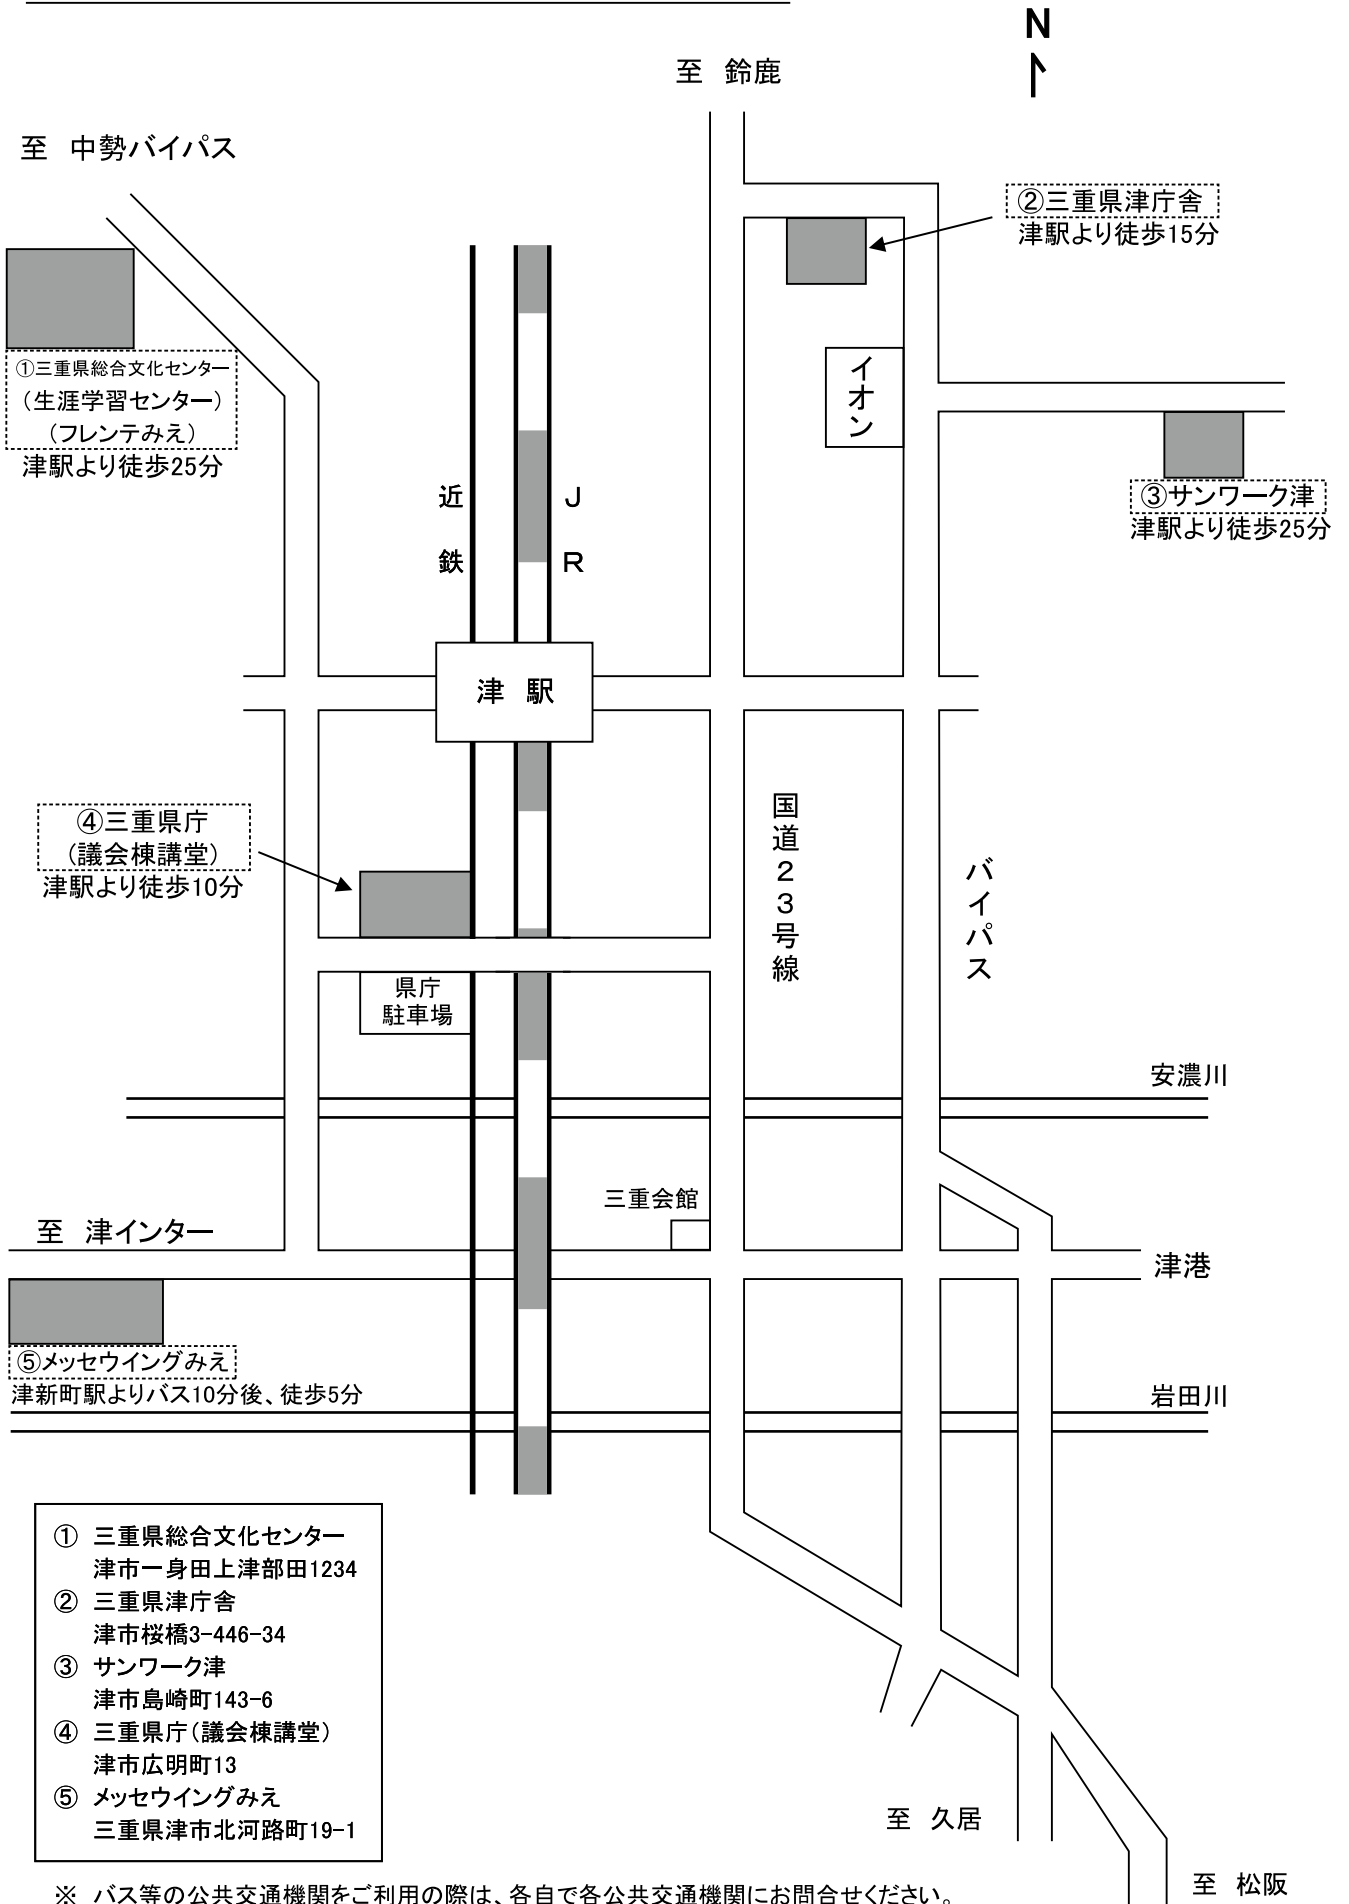 N
至 鈴鹿
至 中勢バイパス
②三重県津庁舎
津駅より徒歩15分
①三重県総合文化センター
（生涯学習センター）
（フレンテみえ）
津駅より徒歩25分
イオン
近鉄
JR
③サンワーク津
津駅より徒歩25分
津 駅
④三重県庁
（議会棟講堂）
津駅より徒歩10分
国道２３号線
バイパス
県庁
駐車場
安濃川
三重会館
至 津インター
津港
⑤メッセウイングみえ
津新町駅よりバス10分後、徒歩5分
岩田川
① 三重県総合文化センター
津市一身田上津部田1234
② 三重県津庁舎
津市桜橋3-446-34
③ サンワーク津
津市島崎町143-6
④ 三重県庁（議会棟講堂）
津市広明町13
⑤ メッセウイングみえ
三重県津市北河路町19-1
至 久居
至 松阪
※ バス等の公共交通機関をご利用の際は、各自で各公共交通機関にお問合せください。